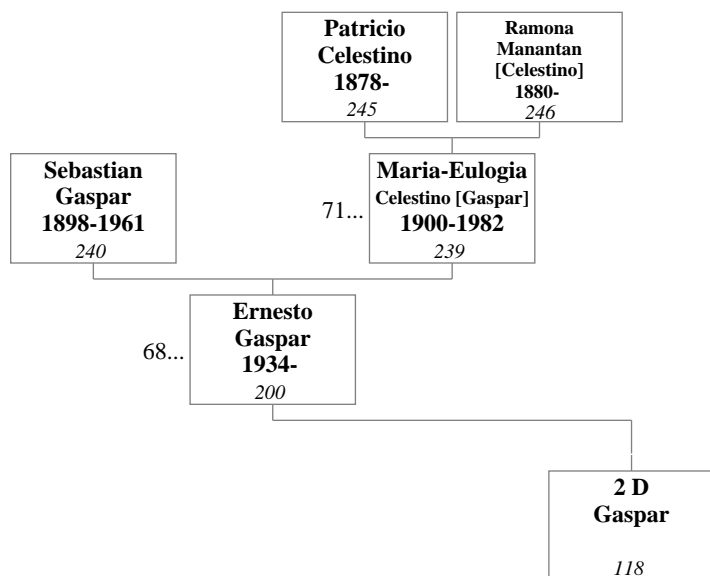 Patricio
Celestino
1878-
245
Ramona
Manantan
[Celestino]
1880-
246
Sebastian
Gaspar
1898-1961
240
71...
Maria-Eulogia
Celestino [Gaspar]
1900-1982
239
68...
Ernesto
Gaspar
1934-
200
2 D
Gaspar
118